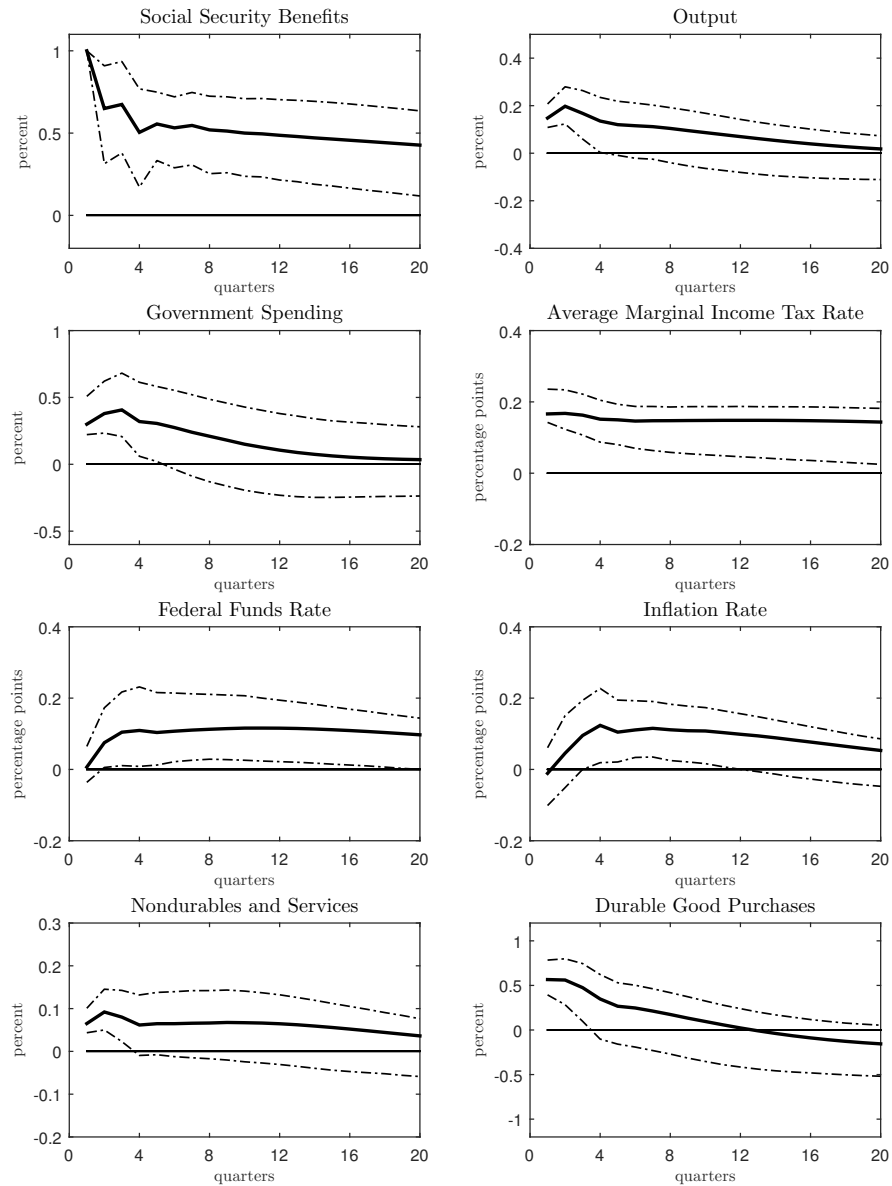 Social Security Benefits
1
0.5
0
percent
0 4 8 12 16 20
quarters
Output
0.4
0.2
0
-0.2
-0.4
percent
0 4 8 12 16 20
quarters
Government Spending
1
0.5
0
-0.5
percent
0 4 8 12 16 20
quarters
Average Marginal Income Tax Rate
0.4
0.2
0
-0.2
percentage points
0 4 8 12 16 20
quarters
Federal Funds Rate
0.4
0.2
0
-0.2
percentage points
0 4 8 12 16 20
quarters
Inflation Rate
0.4
0.2
0
-0.2
percentage points
0 4 8 12 16 20
quarters
Nondurables and Services
0.3
0.2
0.1
0
-0.1
-0.2
percent
0 4 8 12 16 20
quarters
Durable Good Purchases
1
0.5
0
-0.5
-1
percent
0 4 8 12 16 20
quarters